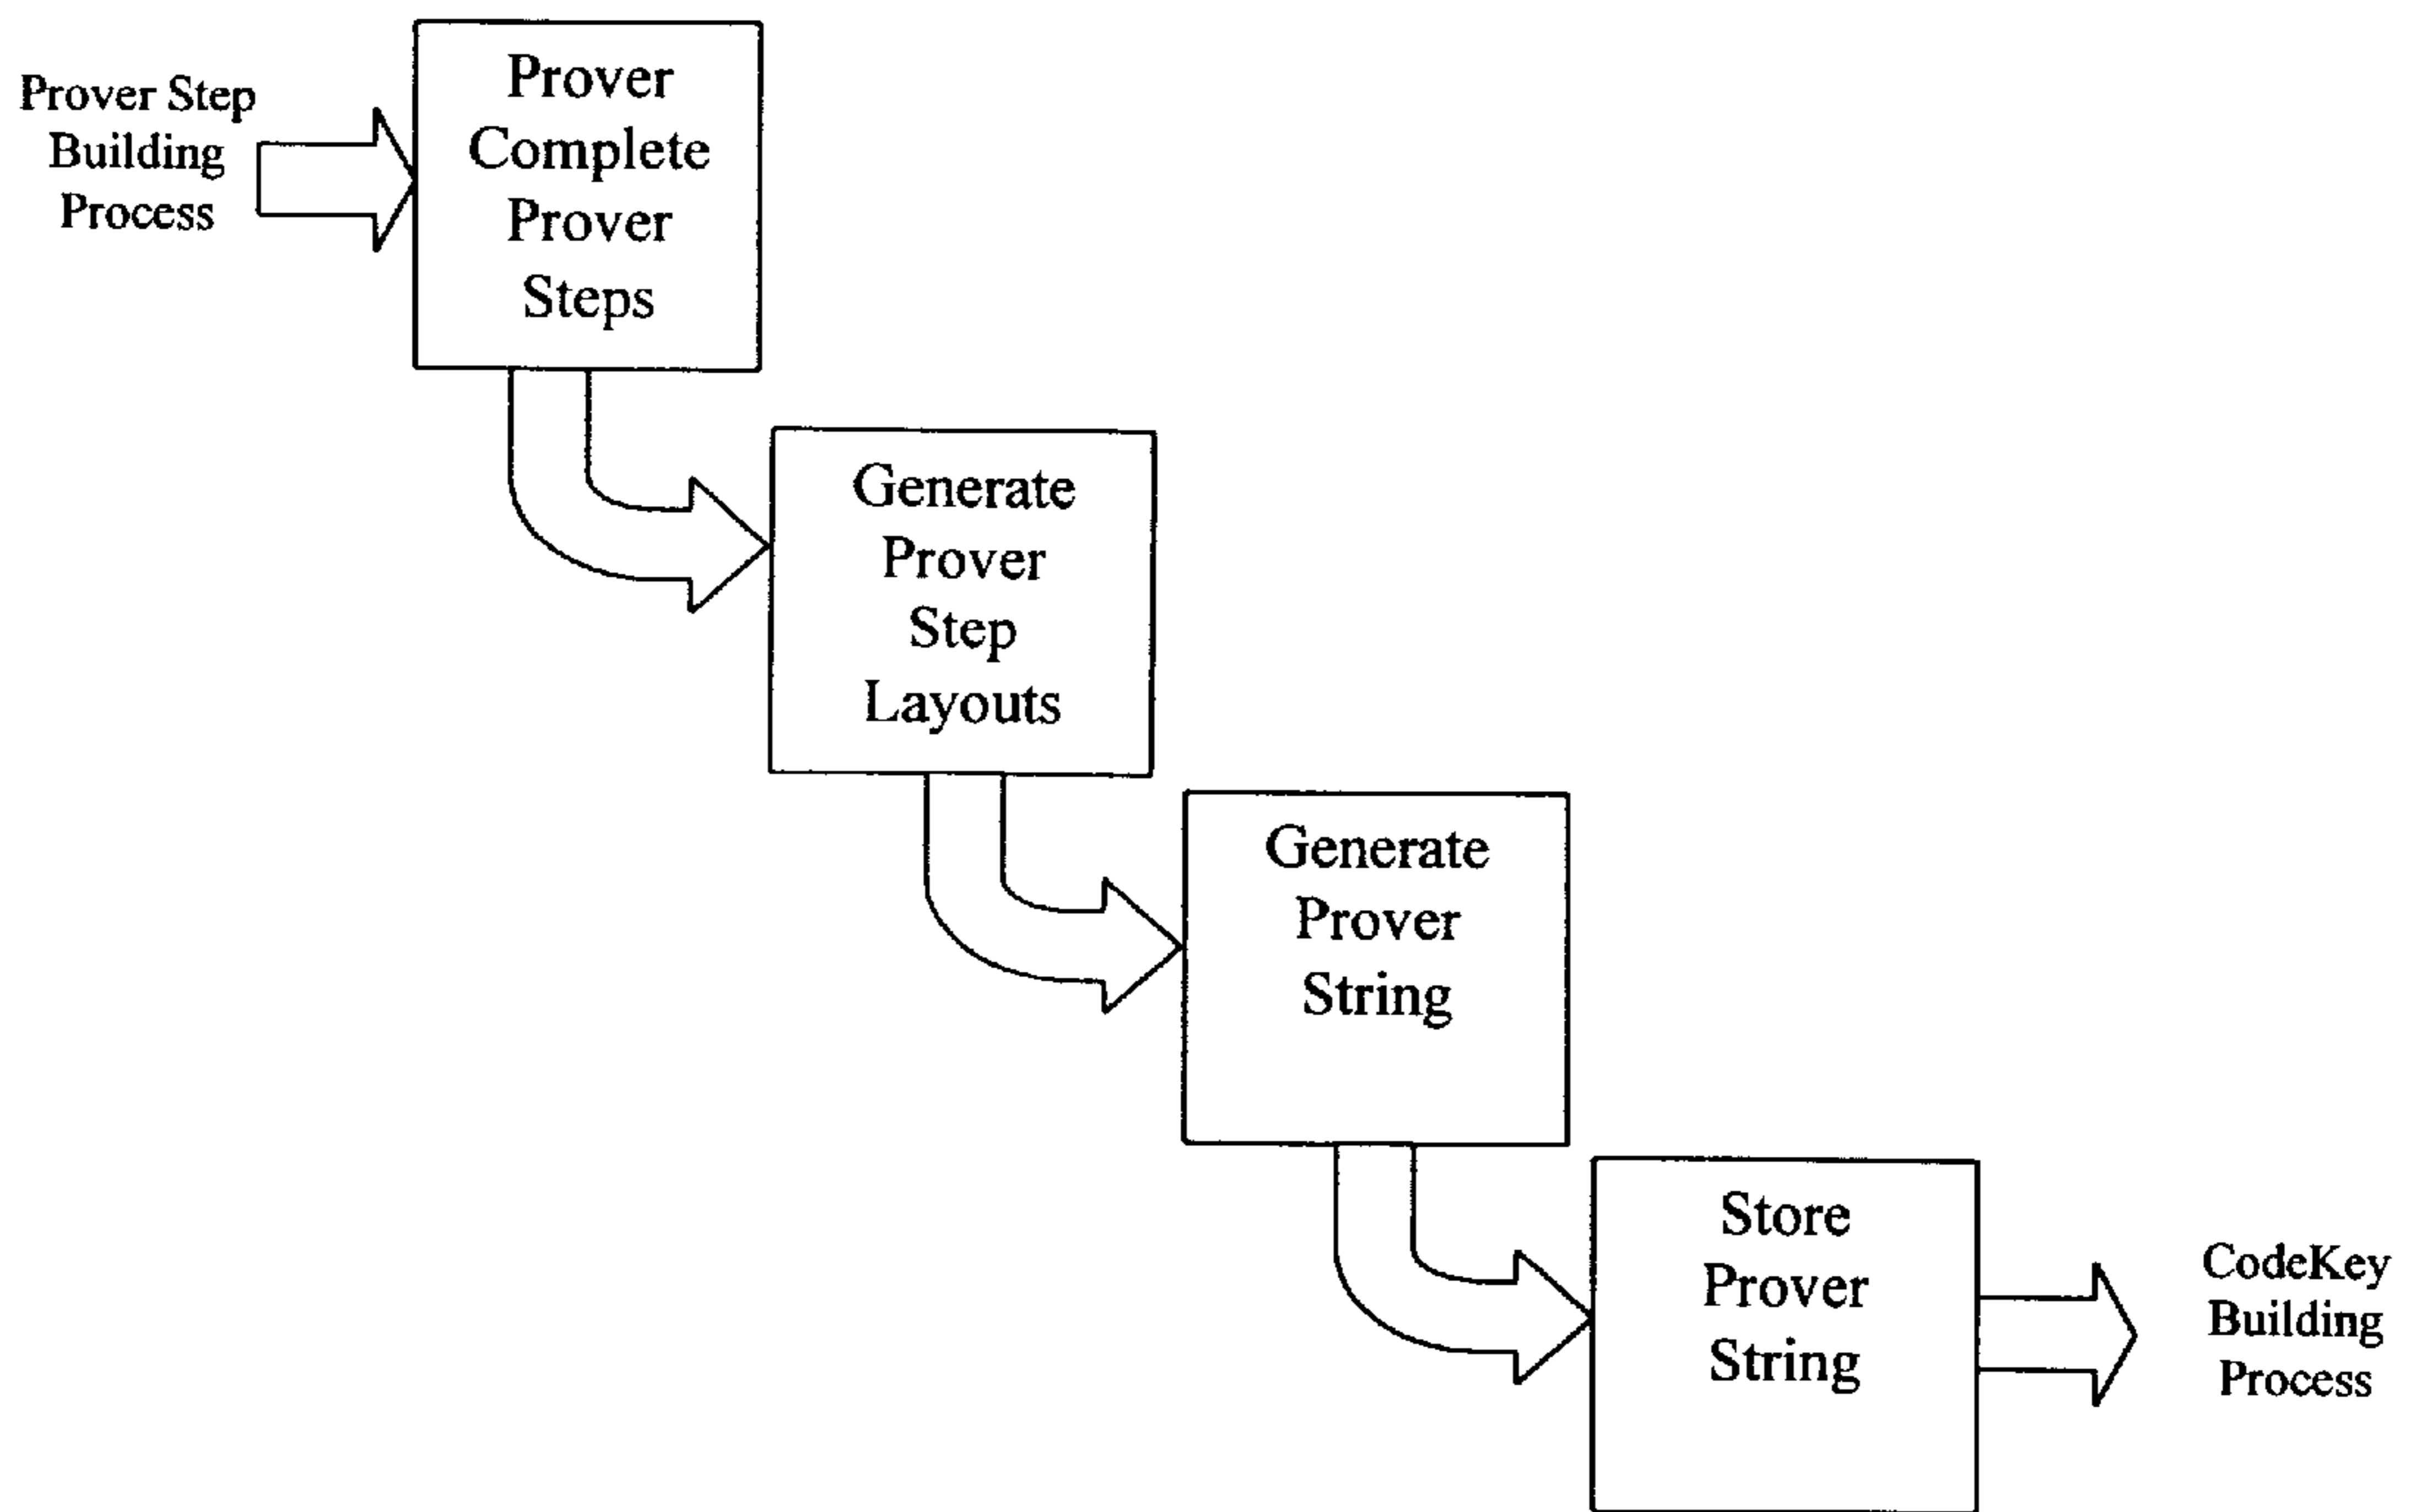 Prover Step
Building
Process
Prover
Complete
Prover
Steps
Generate
Prover
Step
Layouts
Generate
Prover
String
Store
Prover
String
CodeKey
Building
Process